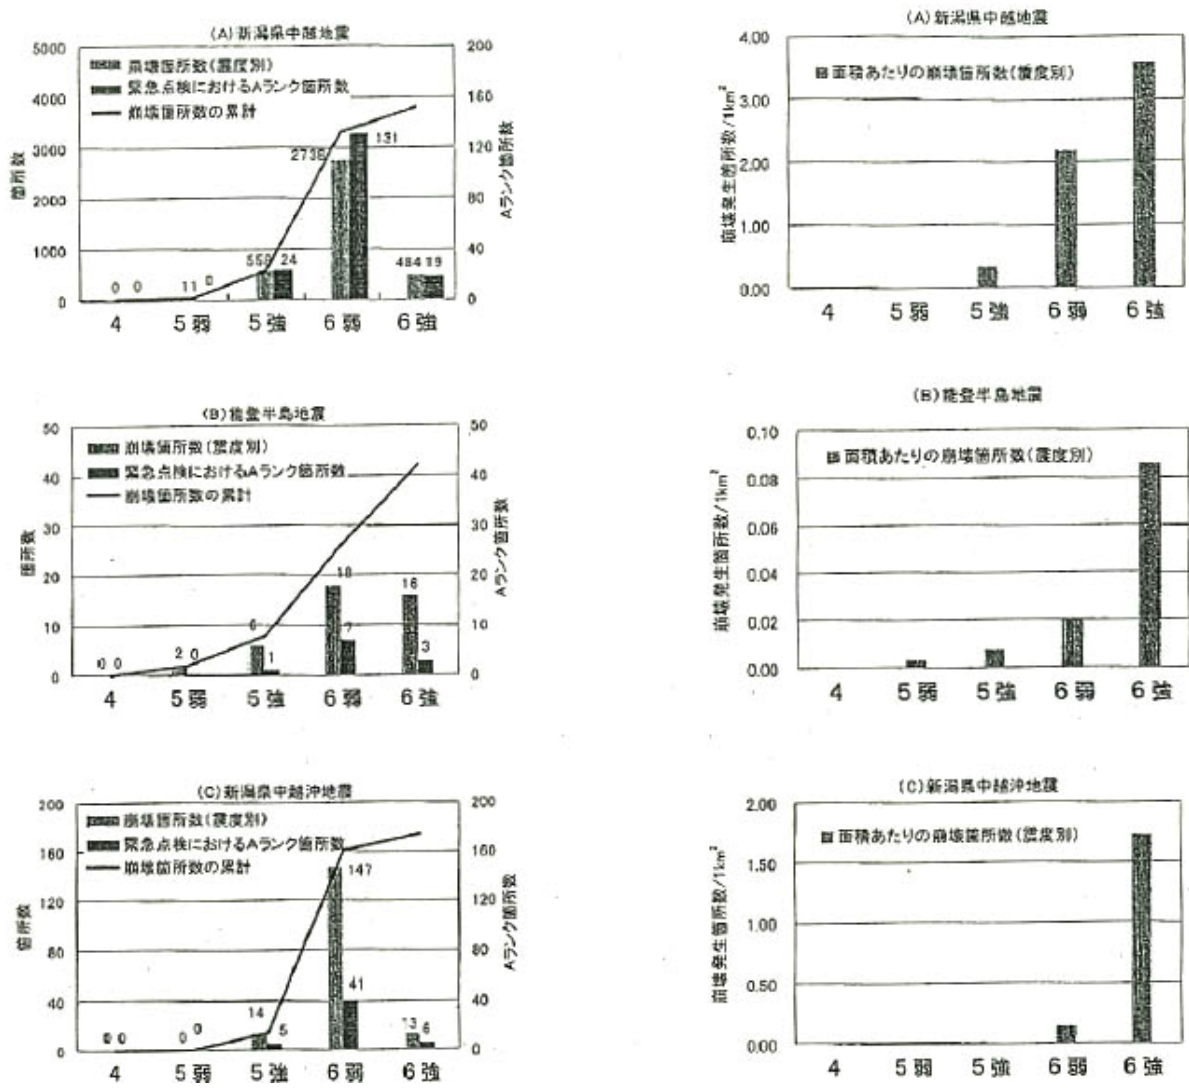 (A)新潟県中越地震
5000
4000
3000
2000
1000
0
箇所数
200
160
120
80
40
0
Aランク箇所数
崩壊箇所数(震度別)
緊急点検におけるAランク箇所数
崩壊箇所数の累計
0 0
11 0
24
131
484 19
4 5弱 5強 6弱 6強
(A)新潟県中越地震
4.00
3.00
2.00
1.00
0.00
崩壊発生箇所数/1km²
面積あたりの崩壊箇所数(震度別)
4 5弱 5強 6弱 6強
(B)能登半島地震
50
40
30
20
10
0
箇所数
50
40
30
20
10
0
Aランク箇所数
崩壊箇所数(震度別)
緊急点検におけるAランク箇所数
崩壊箇所数の累計
0 0
2 0
6
1
18
7
16
3
4 5弱 5強 6弱 6強
(B)能登半島地震
0.10
0.08
0.06
0.04
0.02
0.00
崩壊発生箇所数/1km²
面積あたりの崩壊箇所数(震度別)
4 5弱 5強 6弱 6強
(C)新潟県中越沖地震
200
160
120
80
40
0
箇所数
200
160
120
80
40
0
Aランク箇所数
崩壊箇所数(震度別)
緊急点検におけるAランク箇所数
崩壊箇所数の累計
0 0
0 0
14
5
147
41
13
6
4 5弱 5強 6弱 6強
(C)新潟県中越沖地震
2.00
1.50
1.00
0.50
0.00
崩壊発生箇所数/1km²
面積あたりの崩壊箇所数(震度別)
4 5弱 5強 6弱 6強